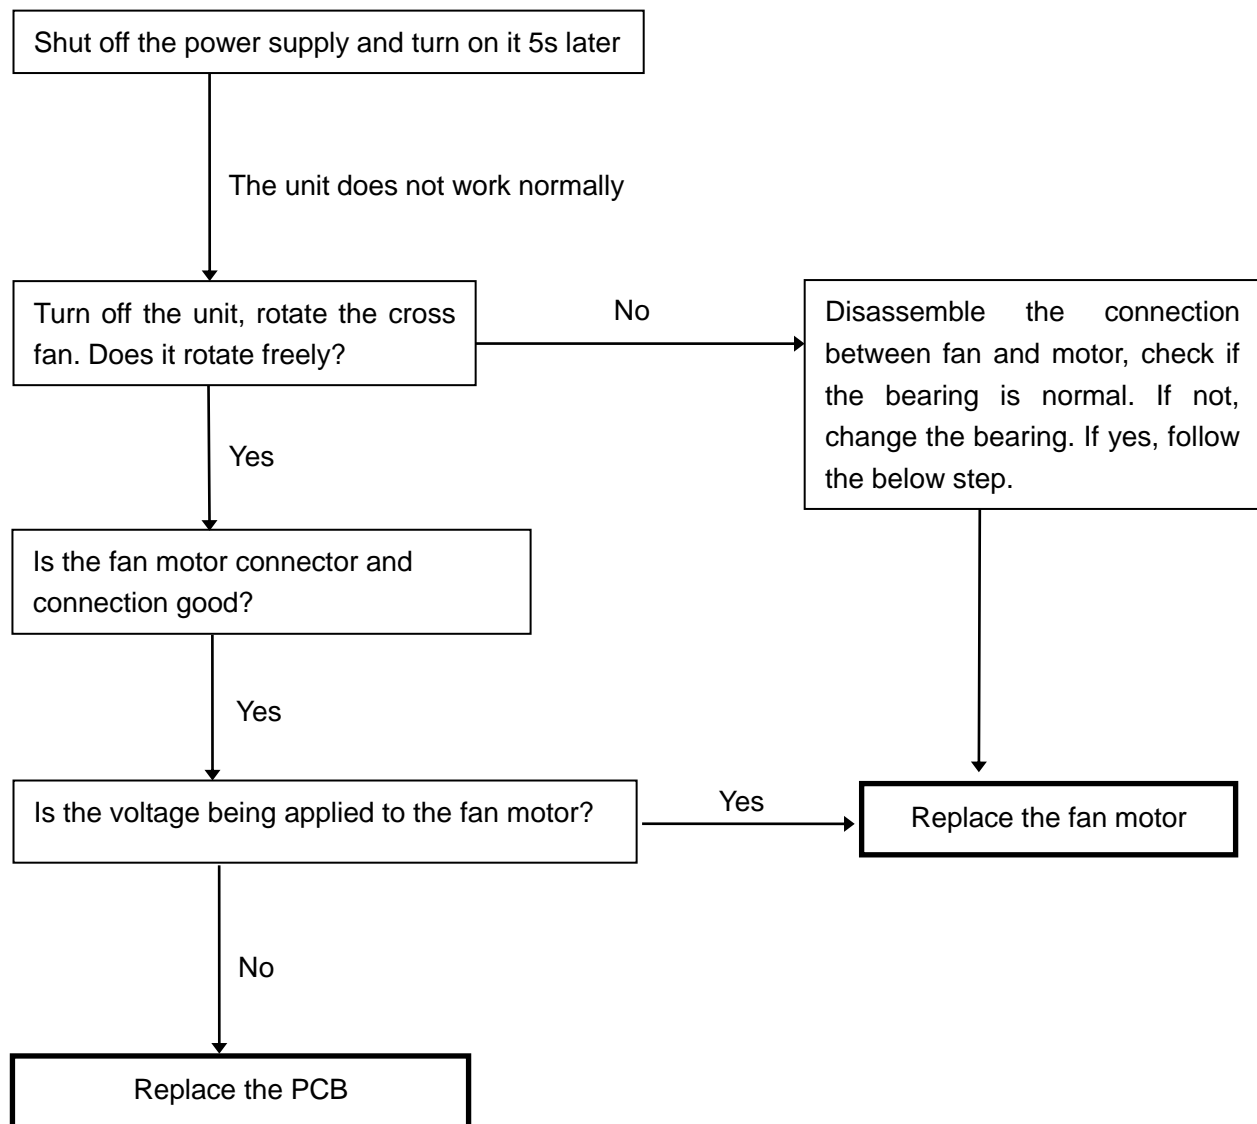 Shut off the power supply and turn on it 5s later
The unit does not work normally
Turn off the unit, rotate the cross
fan. Does it rotate freely?
No
Disassemble the connection
between fan and motor, check if
the bearing is normal. If not,
change the bearing. If yes, follow
the below step.
Yes
Is the fan motor connector and
connection good?
Yes
Is the voltage being applied to the fan motor?
Yes
Replace the fan motor
No
Replace the PCB